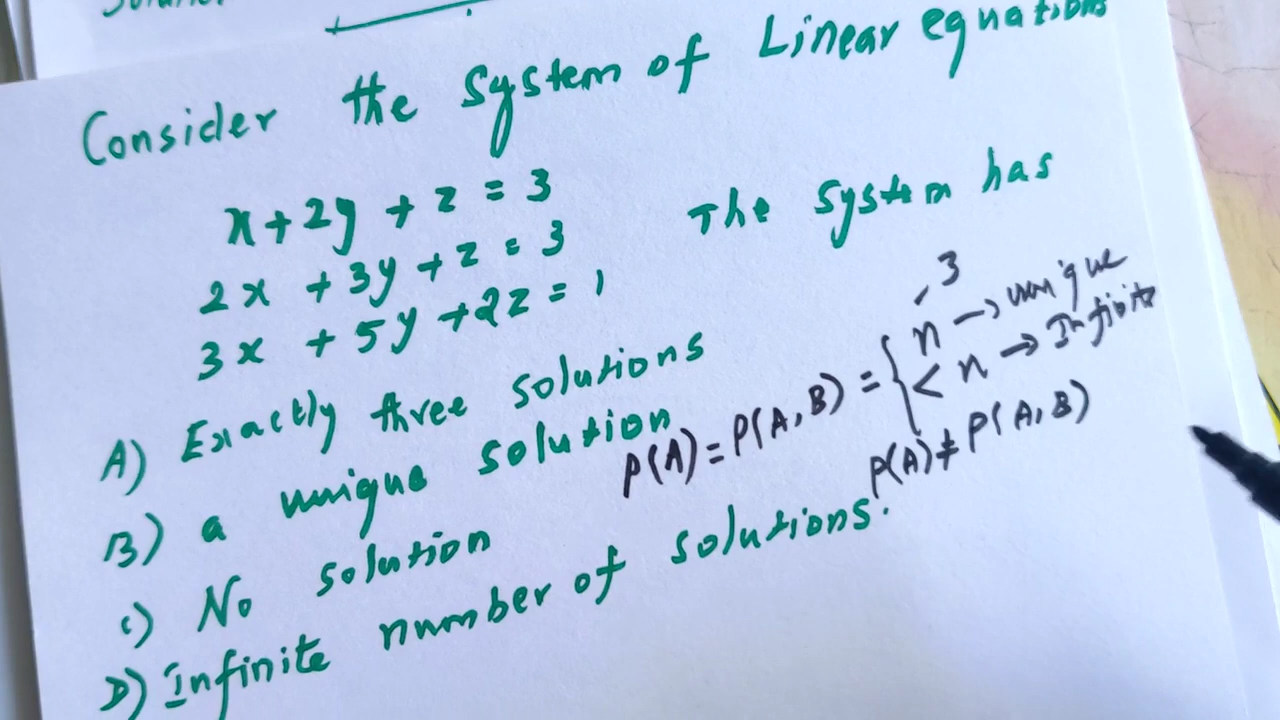 Consider the system of Linear equations
x + 2y + z = 3
2x + 3y + z = 3
3x + 5y + 2z = 1
The system has
A) Exactly three solutions
B) a unique solution
C) No solution
D) Infinite number of solutions.
3
ρ(A) = ρ(A, B) = { n → unique
< n → Infinite
ρ(A) ≠ ρ(A, B)